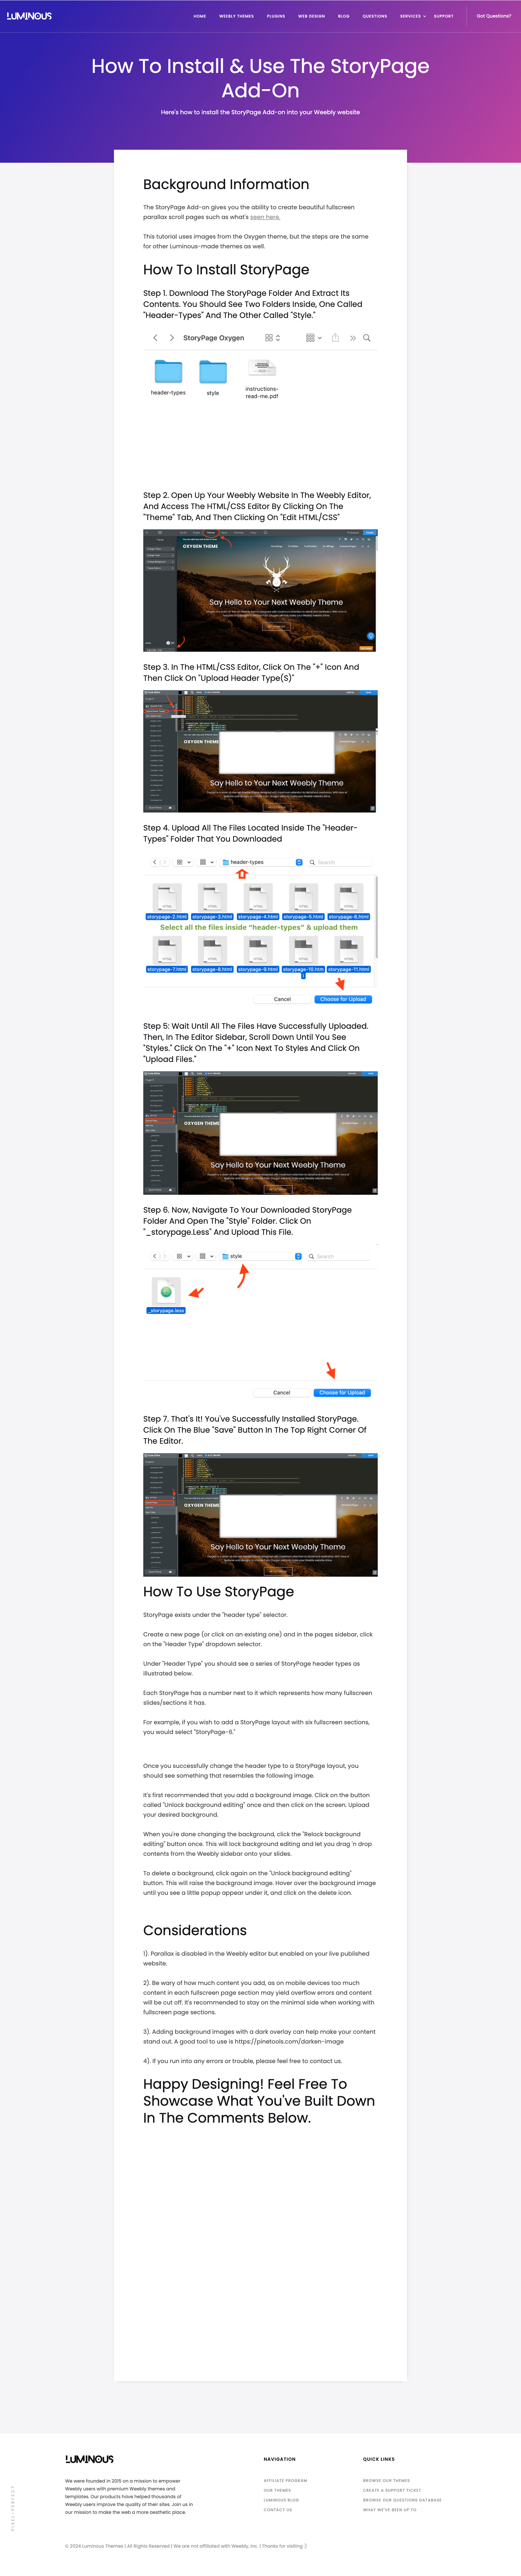 LUMINOUS
HOME
WEEBLY THEMES
PLUGINS
WEB DESIGN
BLOG
QUESTIONS
SERVICES
SUPPORT
Got Questions?
How To Install & Use The StoryPage
Add-On
Here's how to install the StoryPage Add-on into your Weebly website
Background Information
The StoryPage Add-on gives you the ability to create beautiful fullscreen
parallax scroll pages such as what's seen here.
This tutorial uses images from the Oxygen theme, but the steps are the same
for other Luminous-made themes as well.
How To Install StoryPage
Step 1. Download The StoryPage Folder And Extract Its
Contents. You Should See Two Folders Inside, One Called
"Header-Types" And The Other Called "Style."
StoryPage Oxygen
header-types
style
instructions-
read-me.pdf
Step 2. Open Up Your Weebly Website In The Weebly Editor,
And Access The HTML/CSS Editor By Clicking On The
"Theme" Tab, And Then Clicking On "Edit HTML/CSS"
OXYGEN THEME
Say Hello to Your Next Weebly Theme
Step 3. In The HTML/CSS Editor, Click On The "+" Icon And
Then Click On "Upload Header Type(S)"
OXYGEN THEME
Say Hello to Your Next Weebly Theme
Step 4. Upload All The Files Located Inside The "Header-
Types" Folder That You Downloaded
header-types
Search
HTML
HTML
HTML
HTML
HTML
storypage-2.html
storypage-3.html
storypage-4.html
storypage-5.html
storypage-6.html
Select all the files inside "header-types" & upload them
HTML
HTML
HTML
HTML
HTML
storypage-7.html
storypage-8.html
storypage-9.html
storypage-10.htm
l
storypage-11.html
Cancel
Choose for Upload
Step 5: Wait Until All The Files Have Successfully Uploaded.
Then, In The Editor Sidebar, Scroll Down Until You See
"Styles." Click On The "+" Icon Next To Styles And Click On
"Upload Files."
OXYGEN THEME
Say Hello to Your Next Weebly Theme
Step 6. Now, Navigate To Your Downloaded StoryPage
Folder And Open The "Style" Folder. Click On
"_storypage.Less" And Upload This File.
style
Search
_storypage.less
Cancel
Choose for Upload
Step 7. That's It! You've Successfully Installed StoryPage.
Click On The Blue "Save" Button In The Top Right Corner Of
The Editor.
OXYGEN THEME
Say Hello to Your Next Weebly Theme
How To Use StoryPage
StoryPage exists under the "header type" selector.
Create a new page (or click on an existing one) and in the pages sidebar, click
on the "Header Type" dropdown selector.
Under "Header Type" you should see a series of StoryPage header types as
illustrated below.
Each StoryPage has a number next to it which represents how many fullscreen
slides/sections it has.
For example, if you wish to add a StoryPage layout with six fullscreen sections,
you would select "StoryPage-6."
Once you successfully change the header type to a StoryPage layout, you
should see something that resembles the following image.
It's first recommended that you add a background image. Click on the button
called "Unlock background editing" once and then click on the screen. Upload
your desired background.
When you're done changing the background, click the "Relock background
editing" button once. This will lock background editing and let you drag 'n drop
contents from the Weebly sidebar onto your slides.
To delete a background, click again on the "Unlock background editing"
button. This will raise the background image. Hover over the background image
until you see a little popup appear under it, and click on the delete icon.
Considerations
1). Parallax is disabled in the Weebly editor but enabled on your live published
website.
2). Be wary of how much content you add, as on mobile devices too much
content in each fullscreen page section may yield overflow errors and content
will be cut off. It's recommended to stay on the minimal side when working with
fullscreen page sections.
3). Adding background images with a dark overlay can help make your content
stand out. A good tool to use is https://pinetools.com/darken-image
4). If you run into any errors or trouble, please feel free to contact us.
Happy Designing! Feel Free To
Showcase What You've Built Down
In The Comments Below.
LUMINOUS
We were founded in 2015 on a mission to empower
Weebly users with premium Weebly themes and
templates. Our products have helped thousands of
Weebly users improve the quality of their sites. Join us in
our mission to make the web a more aesthetic place.
NAVIGATION
AFFILIATE PROGRAM
OUR THEMES
LUMINOUS BLOG
CONTACT US
QUICK LINKS
BROWSE OUR THEMES
CREATE A SUPPORT TICKET
BROWSE OUR QUESTIONS DATABASE
WHAT WE'VE BEEN UP TO
PIXEL-PERFECT
© 2024 Luminous Themes | All Rights Reserved | We are not affiliated with Weebly, Inc. | Thanks for visiting :)